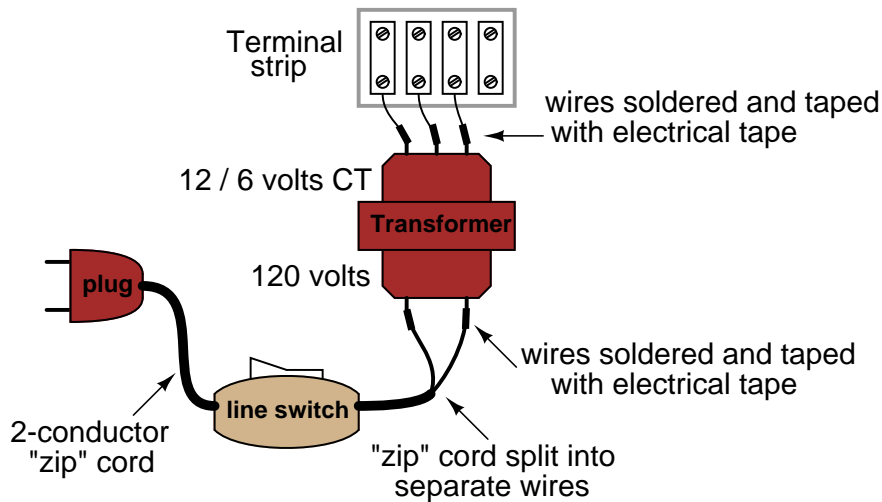 Terminal
strip
wires soldered and taped
with electrical tape
12 / 6 volts CT
Transformer
120 volts
plug
wires soldered and taped
with electrical tape
line switch
2-conductor
"zip" cord
"zip" cord split into
separate wires